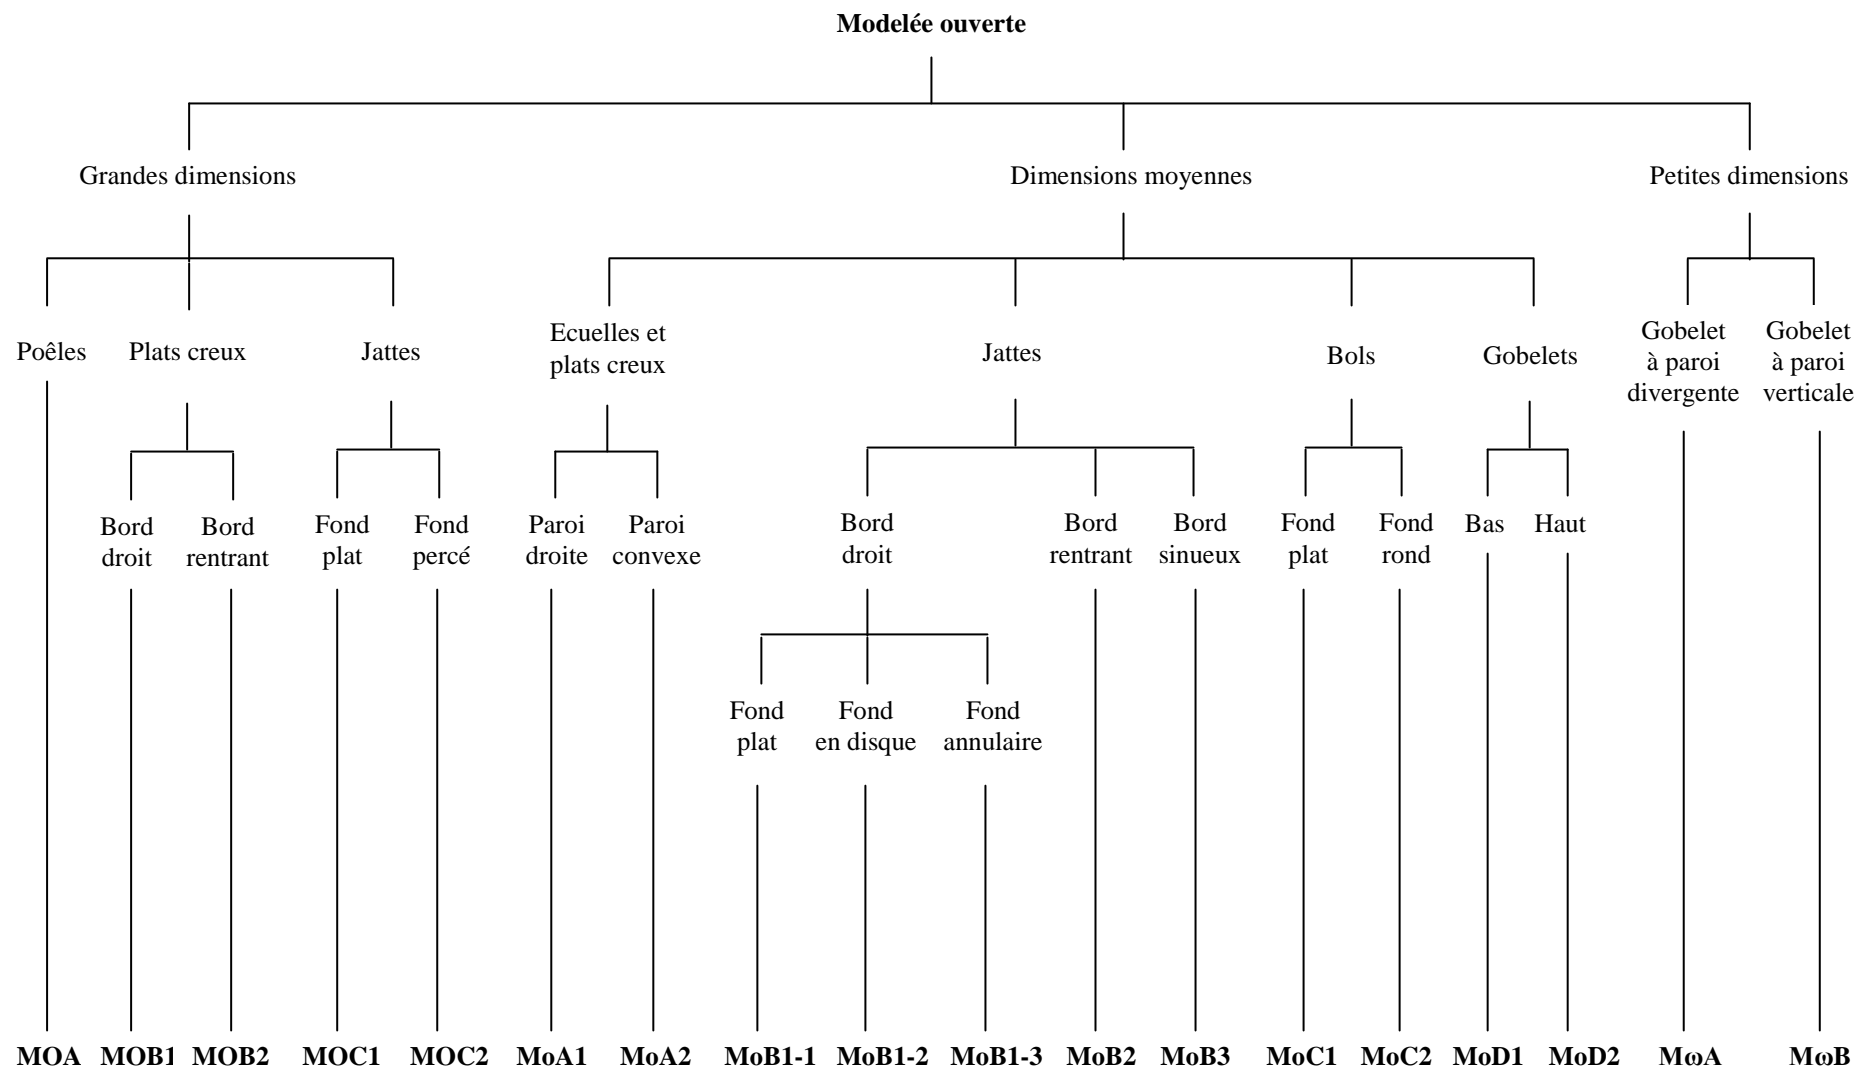 Modelée ouverte
Grandes dimensions
Dimensions moyennes
Petites dimensions
Poêles
Plats creux
Jattes
Ecuelles et
plats creux
Jattes
Bols
Gobelets
Gobelet
à paroi
divergente
Gobelet
à paroi
verticale
Bord
droit
Bord
rentrant
Fond
plat
Fond
percé
Paroi
droite
Paroi
convexe
Bord
droit
Bord
rentrant
Bord
sinueux
Fond
plat
Fond
rond
Bas
Haut
Fond
plat
Fond
en disque
Fond
annulaire
MOA
MOB1
MOB2
MOC1
MOC2
MoA1
MoA2
MoB1-1
MoB1-2
MoB1-3
MoB2
MoB3
MoC1
MoC2
MoD1
MoD2
MωA
MωB